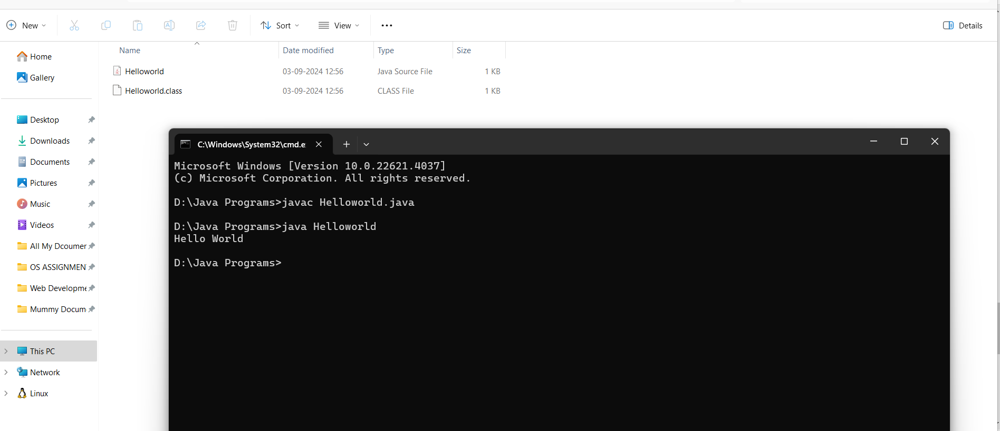 New
Sort
View
Details
Name Date modified Type Size
Helloworld 03-09-2024 12:56 Java Source File 1 KB
Helloworld.class 03-09-2024 12:56 CLASS File 1 KB
Home
Gallery
Desktop
Downloads
Documents
Pictures
Music
Videos
All My Dcoumer
OS ASSIGNMEN
Web Developme
Mummy Docum
This PC
Network
Linux
C:\Windows\System32\cmd.e
Microsoft Windows [Version 10.0.22621.4037]
(c) Microsoft Corporation. All rights reserved.
D:\Java Programs>javac Helloworld.java
D:\Java Programs>java Helloworld
Hello World
D:\Java Programs>